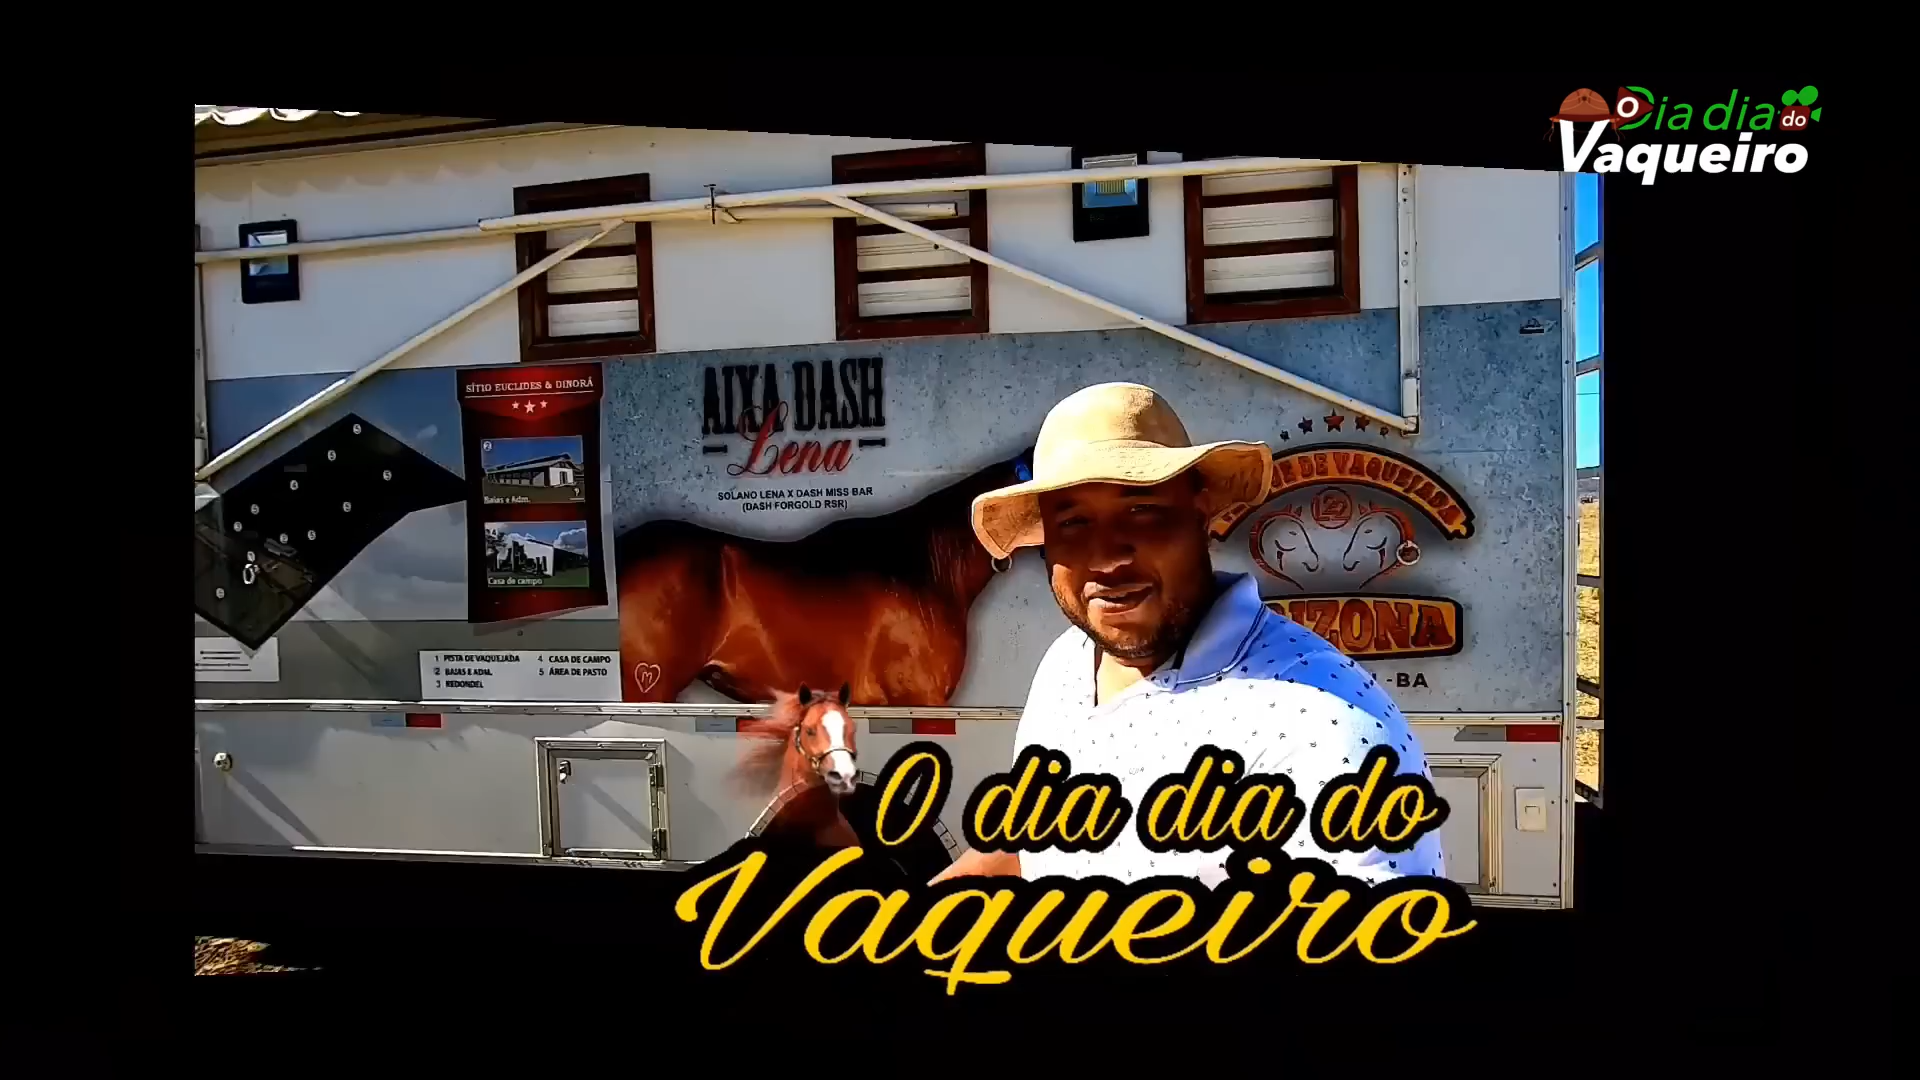 O Dia dia do
Vaqueiro
SÍTIO EUCLIDES & DINORÁ
Baias e Adm.
Casa de campo
AIXA DASH
Lena
SOLANO LENA X DASH MISS BAR
(DASH FORGOLD RSR)
DE VAQUEJADA
-BA
1 PISTA DE VAQUEJADA
2 BAIAS E ADM.
3 REDONDEL
4 CASA DE CAMPO
5 ÁREA DE PASTO
O dia dia do
Vaqueiro